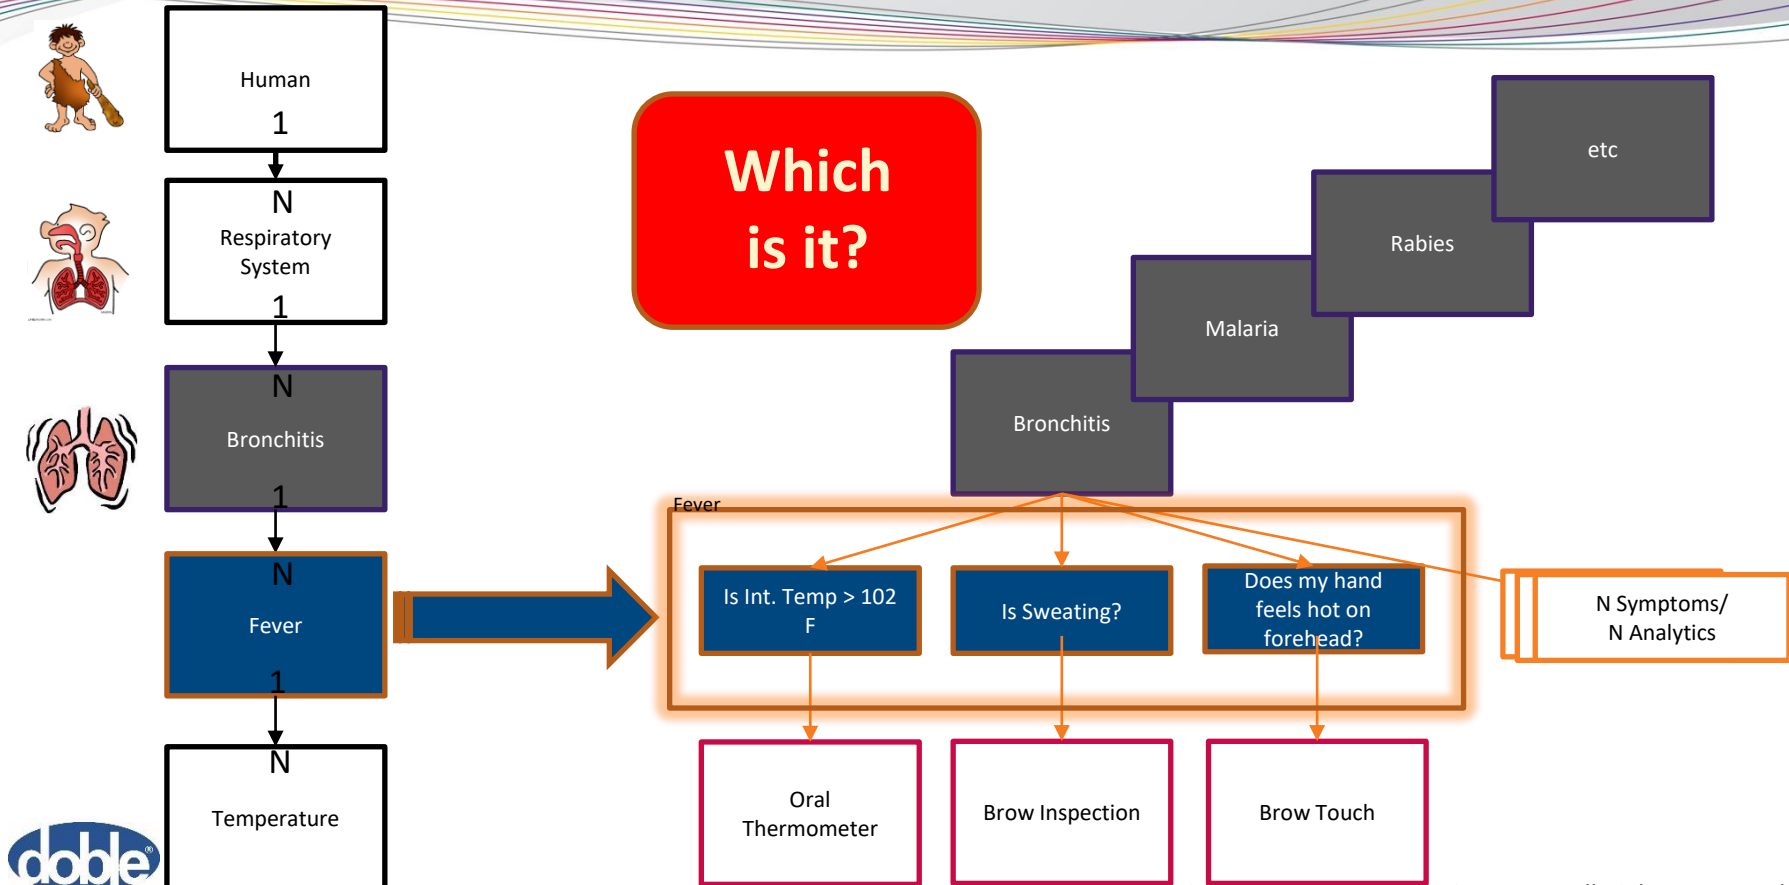 Human
1
N
Respiratory
System
1
N
Bronchitis
1
N
Fever
1
N
Temperature
doble®
Which
is it?
etc
Rabies
Malaria
Bronchitis
Fever
Is Int. Temp > 102
F
Is Sweating?
Does my hand
feels hot on
forehead?
N Symptoms/
N Analytics
Oral
Thermometer
Brow Inspection
Brow Touch